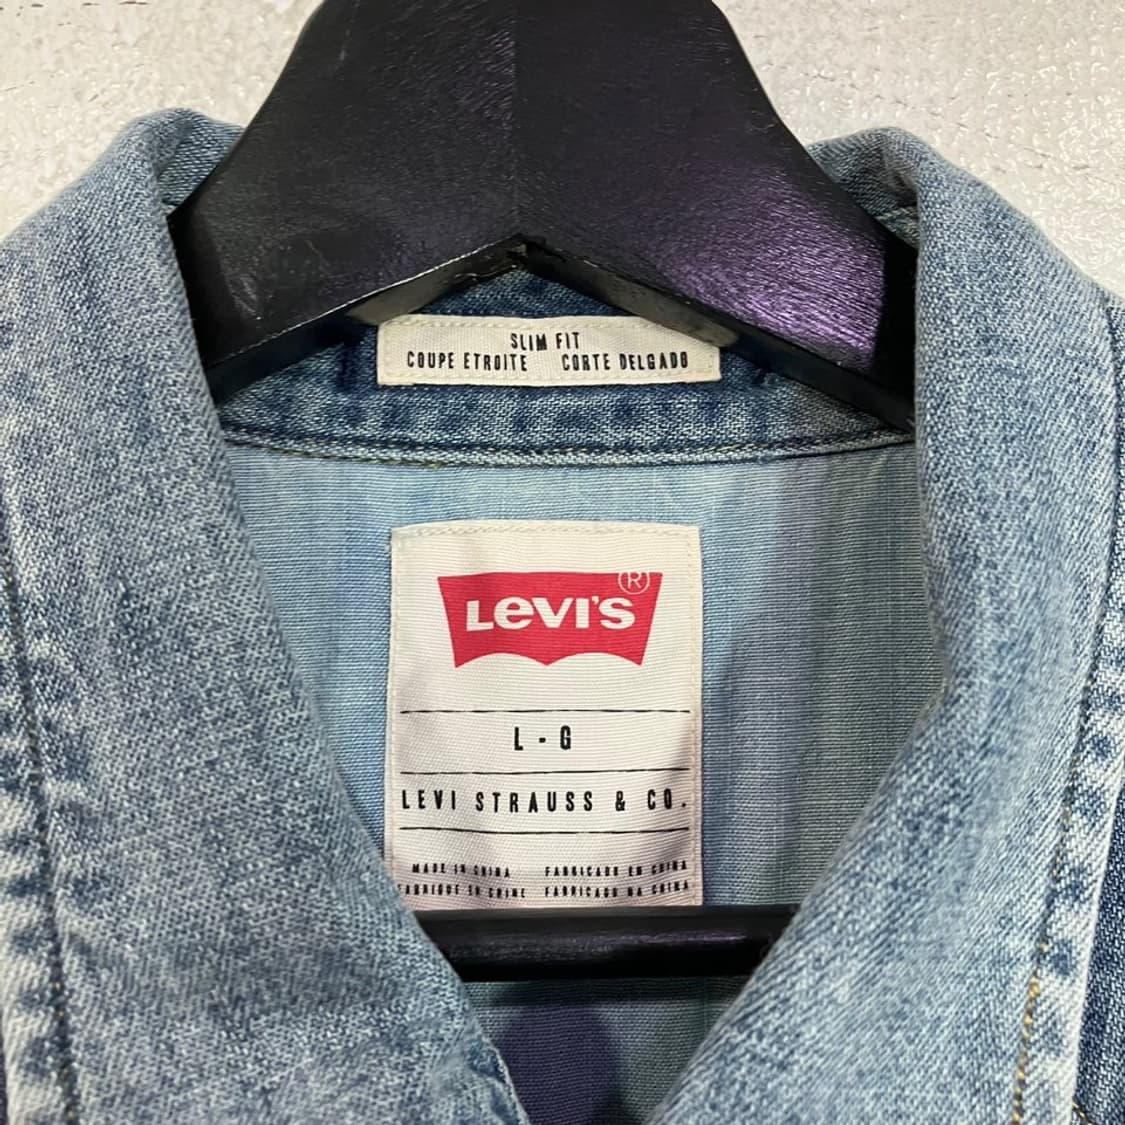 SLIM FIT
COUPE ETROITE CORTE DELGADO
LEVI'S ®
L - G
LEVI STRAUSS & CO.
MADE IN CHINA FABRICADO EN CHINA
FABRIQUE EN CHINE FABRICADO NA CHINA